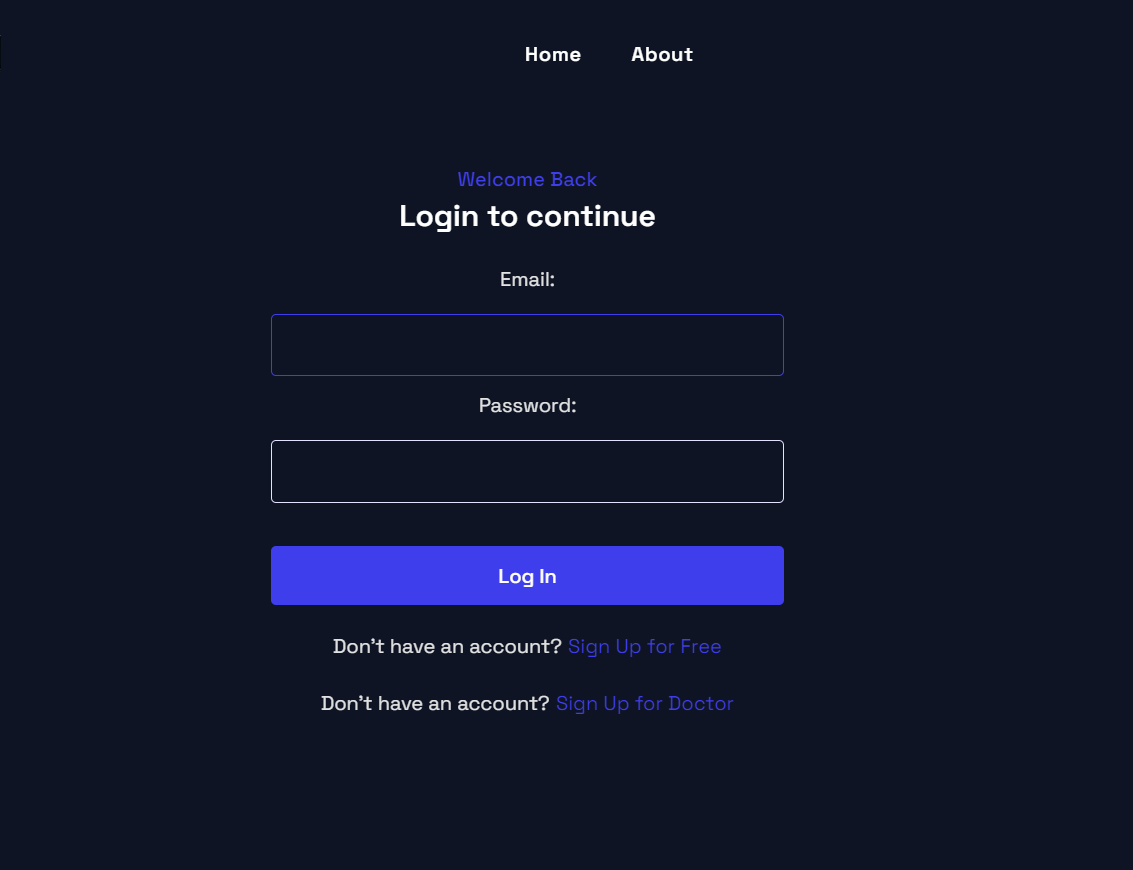 Home About
Welcome Back
Login to continue
Email:
Password:
Log In
Don't have an account? Sign Up for Free
Don't have an account? Sign Up for Doctor